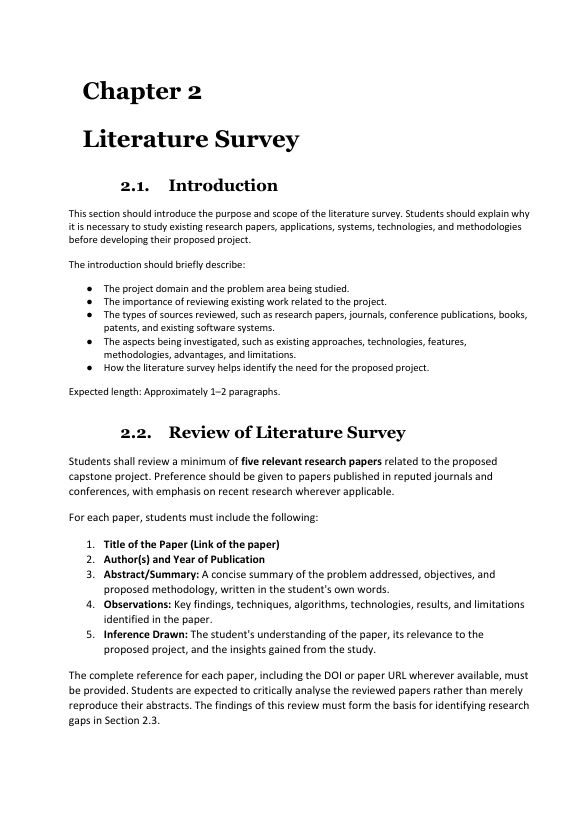 Chapter 2
Literature Survey
2.1. Introduction
This section should introduce the purpose and scope of the literature survey. Students should explain why
it is necessary to study existing research papers, applications, systems, technologies, and methodologies
before developing their proposed project.
The introduction should briefly describe:
● The project domain and the problem area being studied.
● The importance of reviewing existing work related to the project.
● The types of sources reviewed, such as research papers, journals, conference publications, books,
patents, and existing software systems.
● The aspects being investigated, such as existing approaches, technologies, features,
methodologies, advantages, and limitations.
● How the literature survey helps identify the need for the proposed project.
Expected length: Approximately 1–2 paragraphs.
2.2. Review of Literature Survey
Students shall review a minimum of five relevant research papers related to the proposed
capstone project. Preference should be given to papers published in reputed journals and
conferences, with emphasis on recent research wherever applicable.
For each paper, students must include the following:
1. Title of the Paper (Link of the paper)
2. Author(s) and Year of Publication
3. Abstract/Summary: A concise summary of the problem addressed, objectives, and
proposed methodology, written in the student's own words.
4. Observations: Key findings, techniques, algorithms, technologies, results, and limitations
identified in the paper.
5. Inference Drawn: The student's understanding of the paper, its relevance to the
proposed project, and the insights gained from the study.
The complete reference for each paper, including the DOI or paper URL wherever available, must
be provided. Students are expected to critically analyse the reviewed papers rather than merely
reproduce their abstracts. The findings of this review must form the basis for identifying research
gaps in Section 2.3.